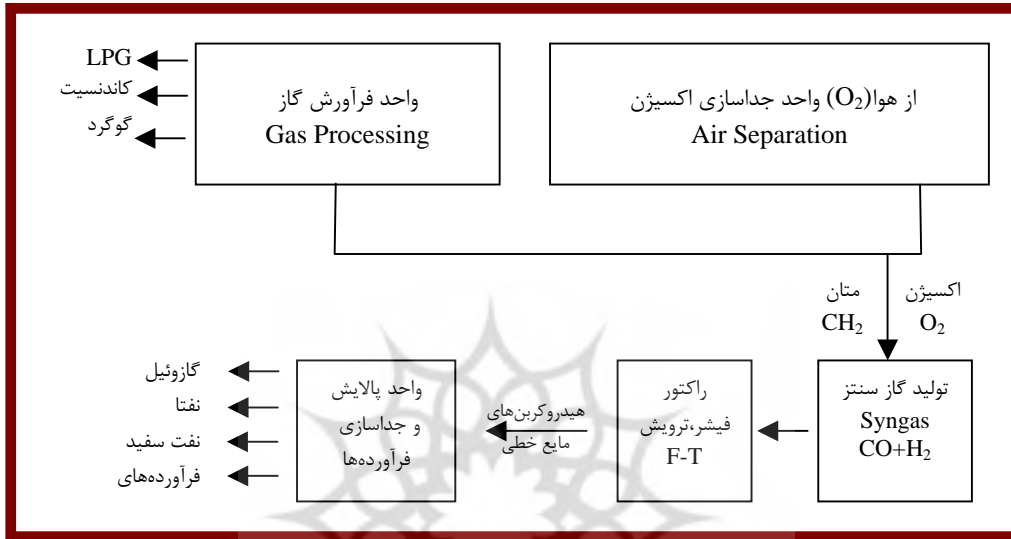 LPG
کاندنسیت
گوگرد
واحد فرآورش گاز
Gas Processing
از هوا(O₂) واحد جداسازی اکسیژن
Air Separation
متان
CH₂
اکسیژن
O₂
تولید گاز سنتز
Syngas
CO+H₂
راکتور
فیشر،ترویش
F-T
هیدروکربن‌های
مایع خطی
واحد پالایش
و جداسازی
فرآورده‌ها
گازوئیل
نفتا
نفت سفید
فرآورده‌های